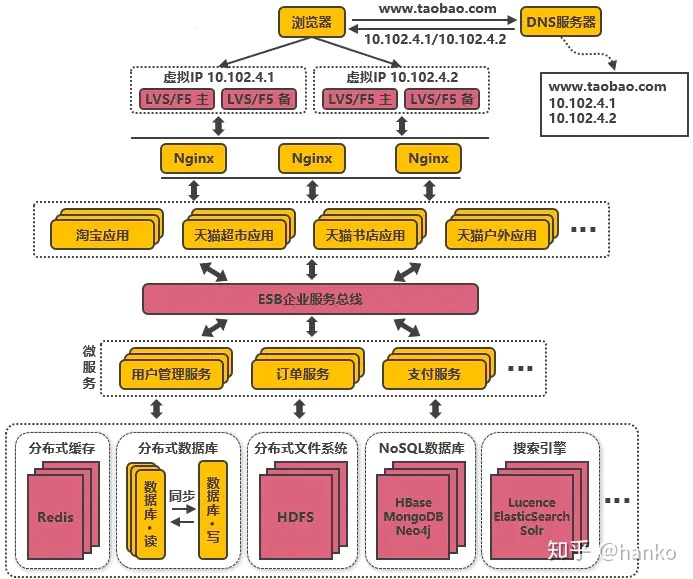 浏览器
www.taobao.com
10.102.4.1/10.102.4.2
DNS服务器
www.taobao.com
10.102.4.1
10.102.4.2
虚拟IP 10.102.4.1
LVS/F5 主
LVS/F5 备
虚拟IP 10.102.4.2
LVS/F5 主
LVS/F5 备
Nginx
Nginx
Nginx
淘宝应用
天猫超市应用
天猫书店应用
天猫户外应用
...
ESB企业服务总线
微服务
用户管理服务
订单服务
支付服务
...
分布式缓存
Redis
分布式数据库
数据库·读
同步
数据库·写
分布式文件系统
HDFS
NoSQL数据库
HBase
MongoDB
Neo4j
搜索引擎
Lucence
ElasticSearch
Solr
...
知乎 @hanko